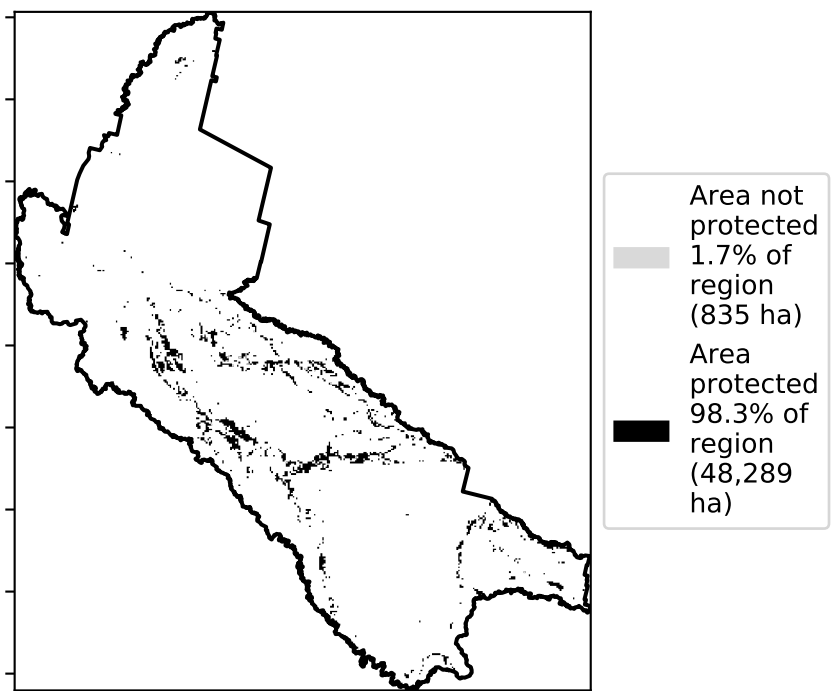 Area not
protected
1.7% of
region
(835 ha)
Area
protected
98.3% of
region
(48,289
ha)